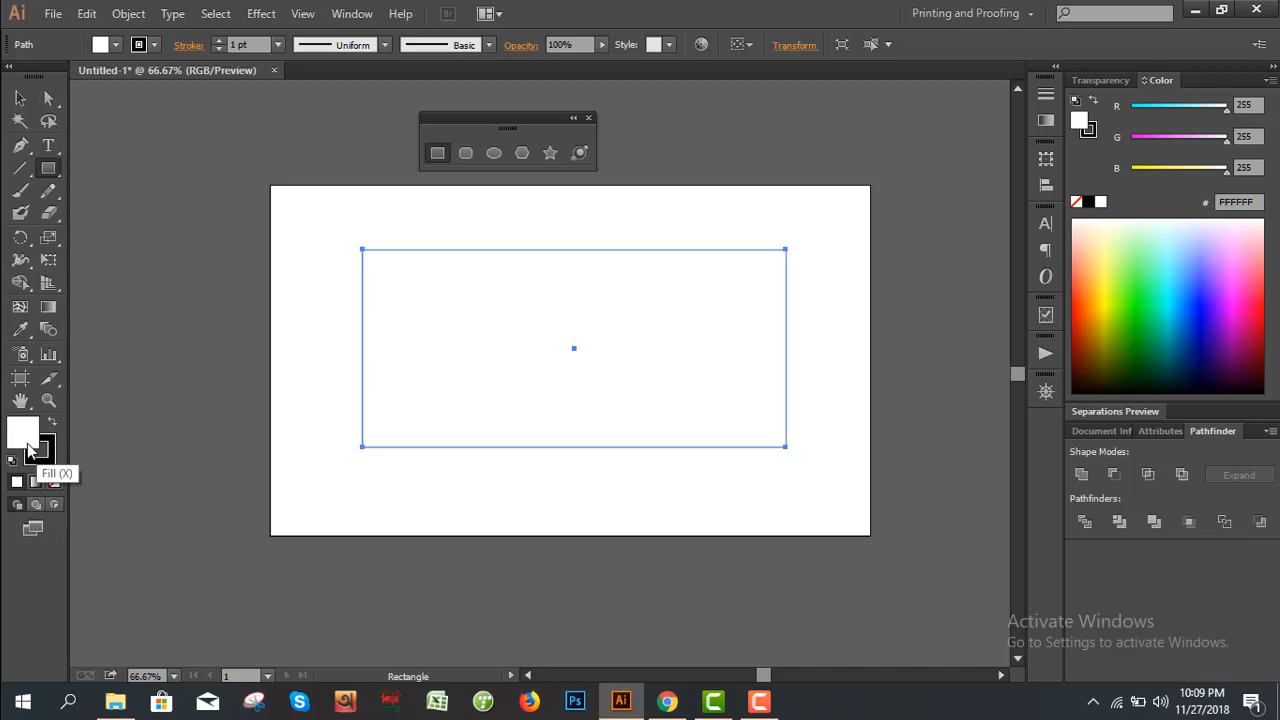 Ai File Edit Object Type Select Effect View Window Help Br Printing and Proofing
Path Stroke: 1 pt Uniform Basic Opacity: 100% Style: Transform
Untitled-1* @ 66.67% (RGB/Preview)
Transparency Color
R 255
G 255
B 255
# FFFFFF
Separations Preview
Document Inf Attributes Pathfinder
Shape Modes:
Expand
Pathfinders:
Fill (X)
Activate Windows
Go to Settings to activate Windows.
66.67% 1 Rectangle
Ps Ai
10:09 PM
11/27/2018